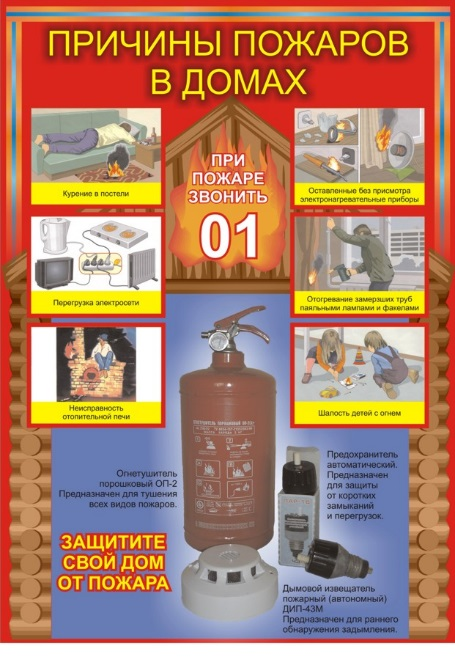 ПРИЧИНЫ ПОЖАРОВ
В ДОМАХ
ПРИ
ПОЖАРЕ
ЗВОНИТЬ
01
Курение в постели
Оставленные без присмотра
электронагревательные приборы
Перегрузка электосети
Отогревание замерзших труб
паяльными лампами и факелами
Неисправность
отопительной печи
Шалость детей с огнем
Огнетушитель
порошковый ОП-2
Предназначен для тушения
всех видов пожаров.
Предохранитель
автоматический.
Предназначен
для защиты
от коротких
замыканий
и перегрузок.
ЗАЩИТИТЕ
СВОЙ ДОМ
ОТ ПОЖАРА
Дымовой извещатель
пожарный (автономный)
ДИП-43М
Предназначен для раннего
обнаружения задымления.